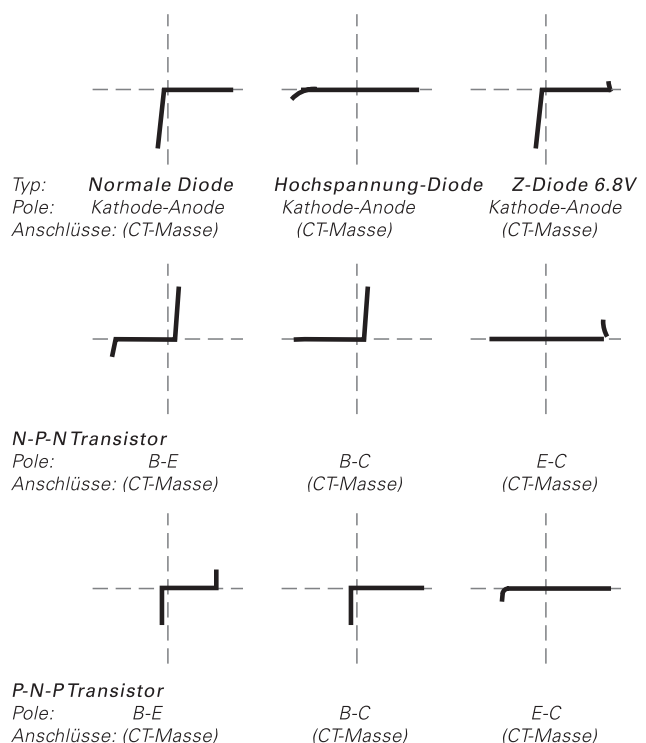 Typ: Normale Diode Hochspannung-Diode Z-Diode 6.8V
Pole: Kathode-Anode Kathode-Anode Kathode-Anode
Anschlüsse: (CT-Masse) (CT-Masse) (CT-Masse)
N-P-N Transistor
Pole: B-E B-C E-C
Anschlüsse: (CT-Masse) (CT-Masse) (CT-Masse)
P-N-P Transistor
Pole: B-E B-C E-C
Anschlüsse: (CT-Masse) (CT-Masse) (CT-Masse)